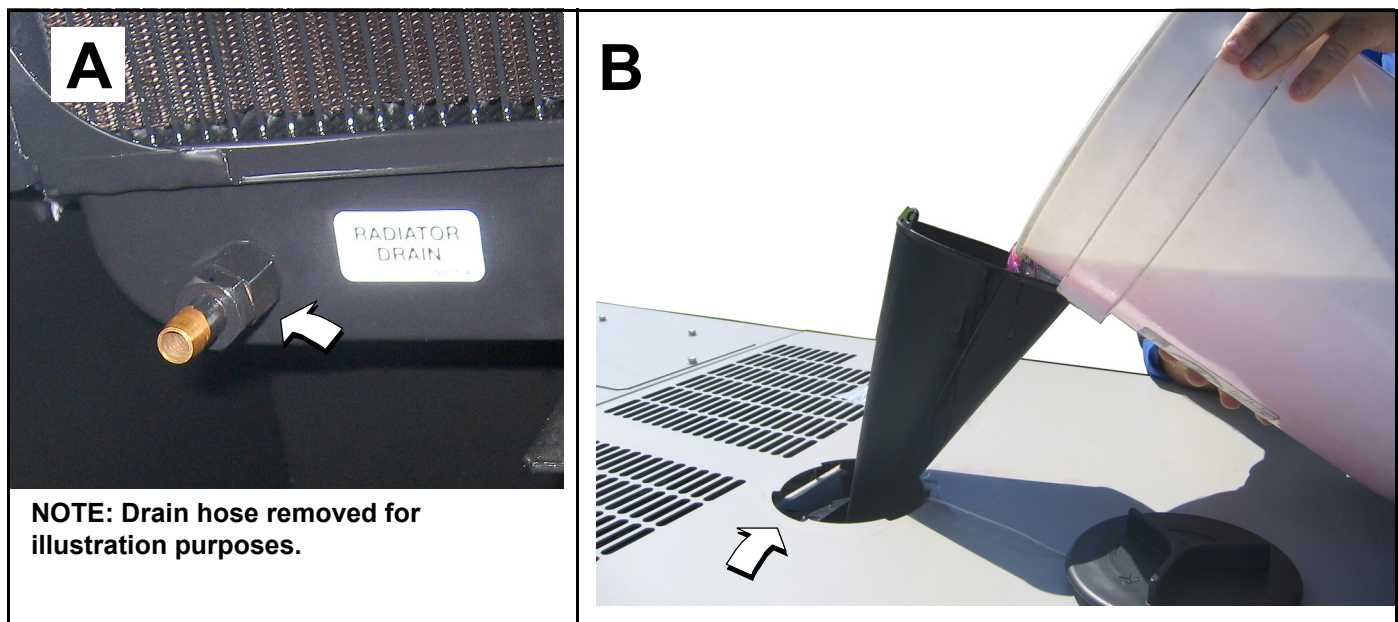 A
RADIATOR
DRAIN
NOTE: Drain hose removed for
illustration purposes.
B